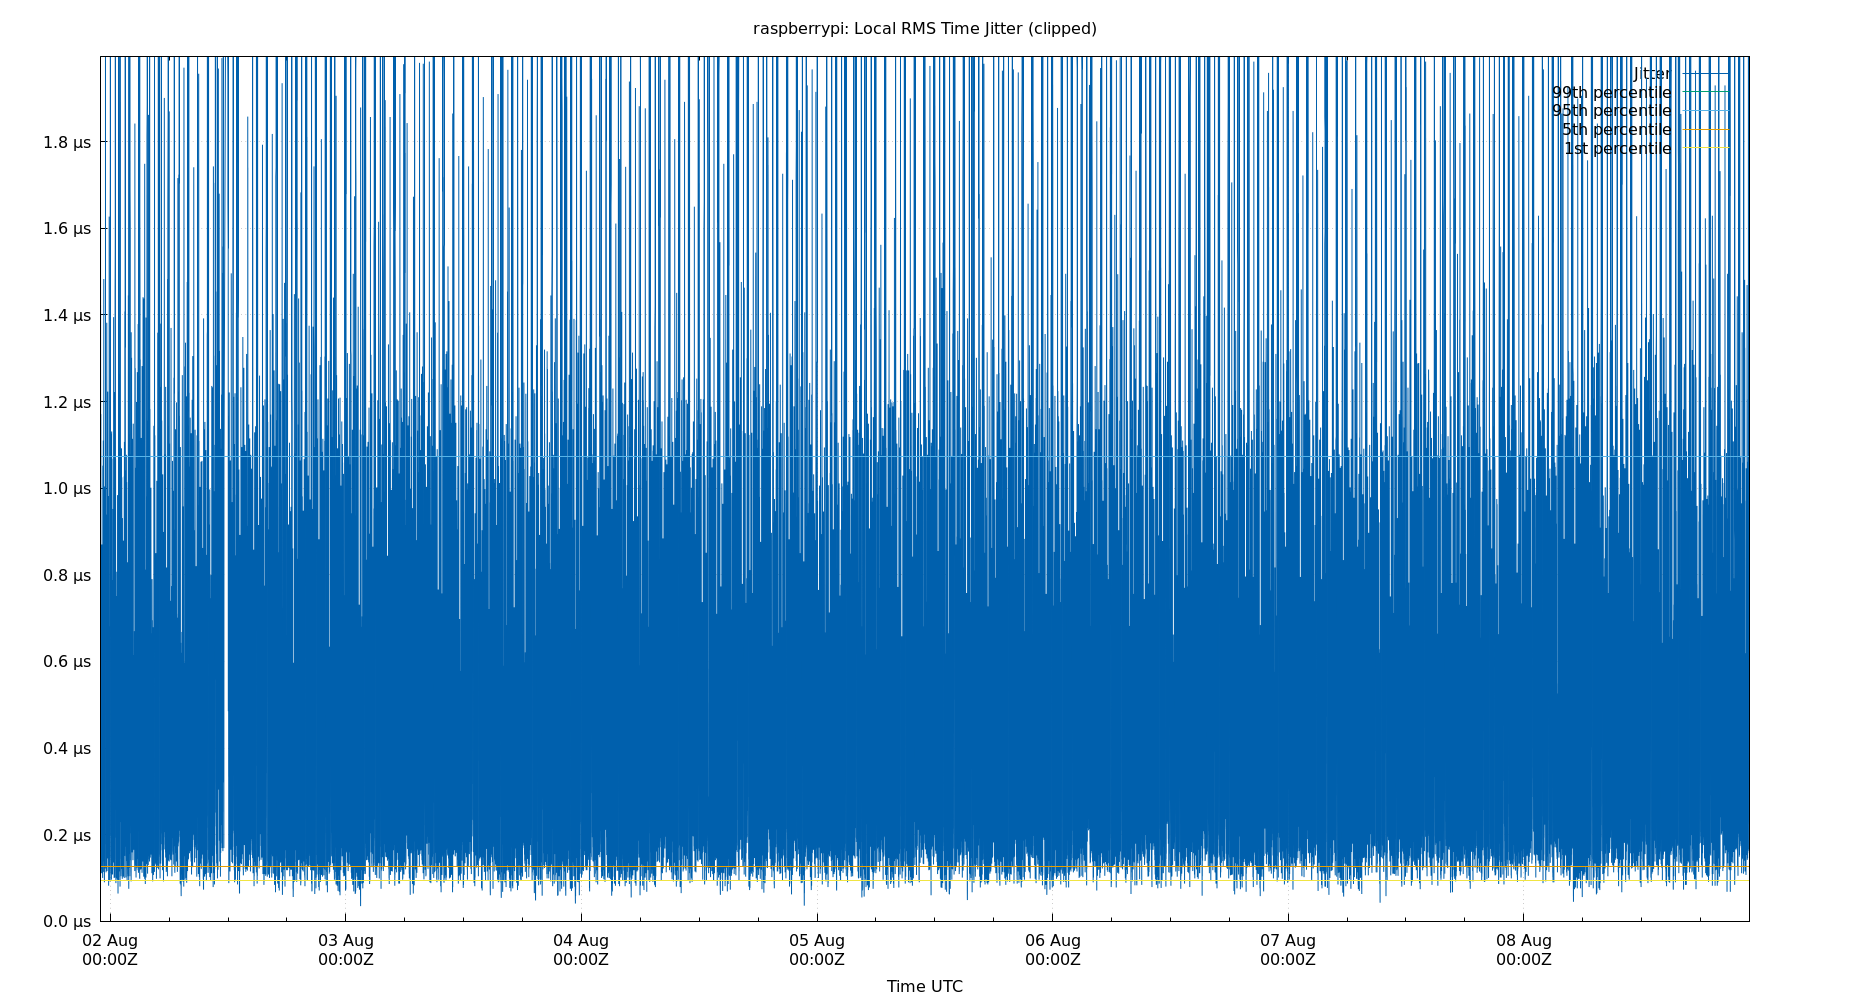 raspberrypi: Local RMS Time Jitter (clipped)
Jitter
99th percentile
95th percentile
5th percentile
1st percentile
1.8 µs
1.6 µs
1.4 µs
1.2 µs
1.0 µs
0.8 µs
0.6 µs
0.4 µs
0.2 µs
0.0 µs
02 Aug 03 Aug 04 Aug 05 Aug 06 Aug 07 Aug 08 Aug
00:00Z 00:00Z 00:00Z 00:00Z 00:00Z 00:00Z 00:00Z
Time UTC